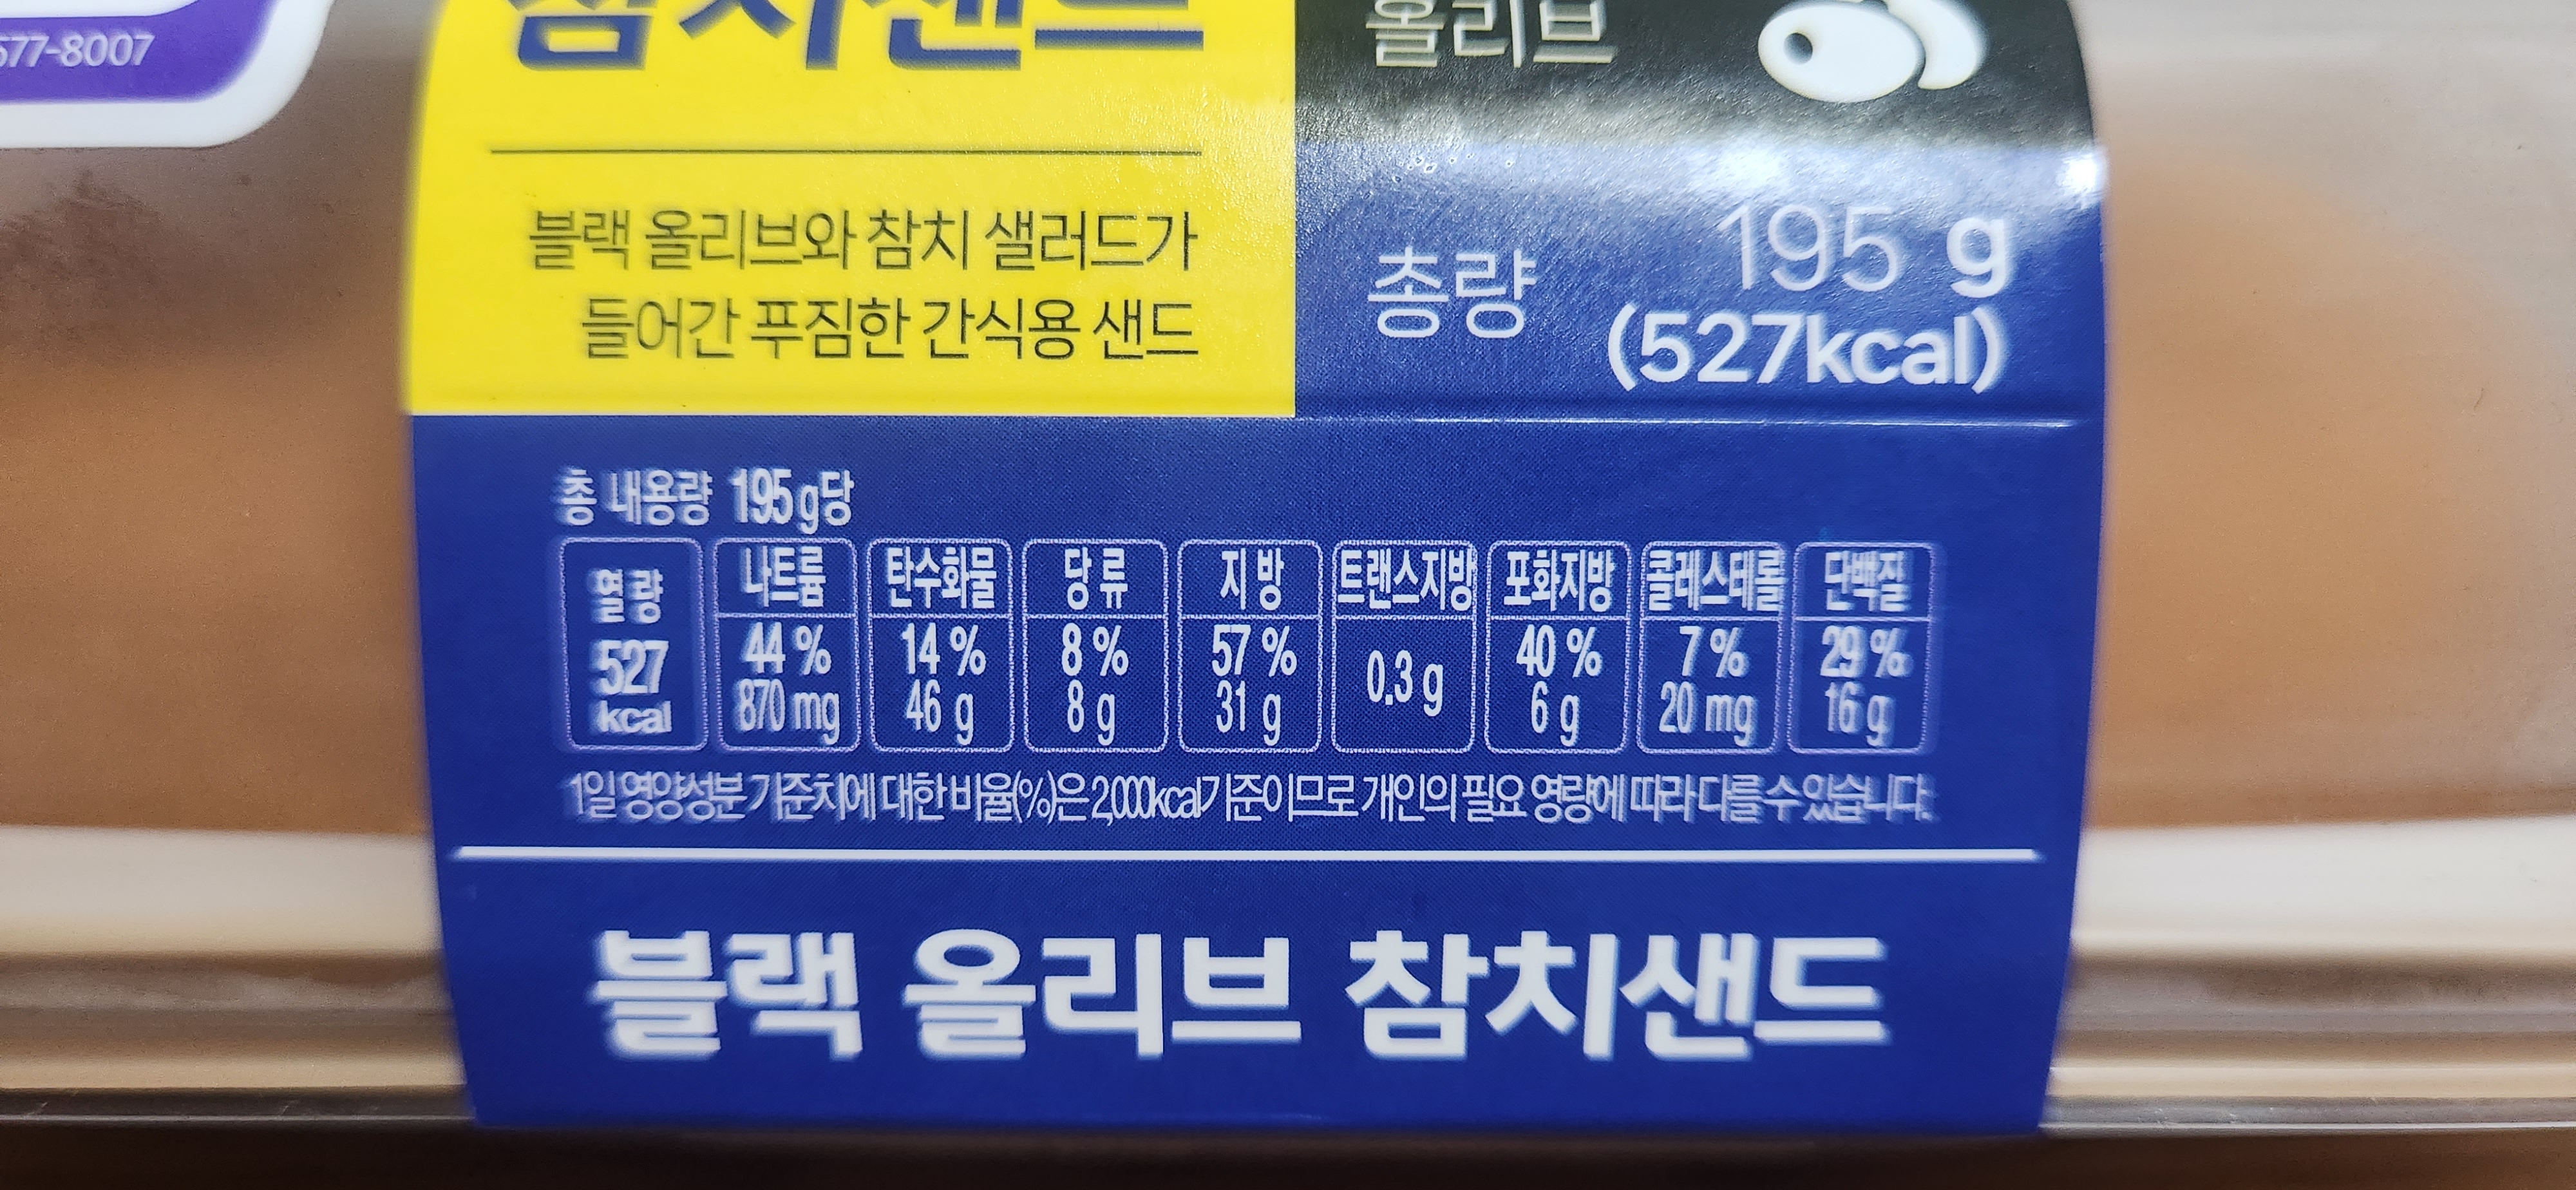 577-8007
참치샌드
올리브
블랙 올리브와 참치 샐러드가
들어간 푸짐한 간식용 샌드
총량 195 g
(527kcal)
총 내용량 195g당
열량 나트륨 탄수화물 당류 지방 트랜스지방 포화지방 콜레스테롤 단백질
527 kcal 44 % 14 % 8 % 57 % 0.3 g 40 % 7 % 29 %
870 mg 46 g 8 g 31 g 6 g 20 mg 16 g
1일 영양성분 기준치에 대한 비율(%)은 2,000kcal기준이므로 개인의 필요 열량에 따라 다를 수 있습니다.
블랙 올리브 참치샌드